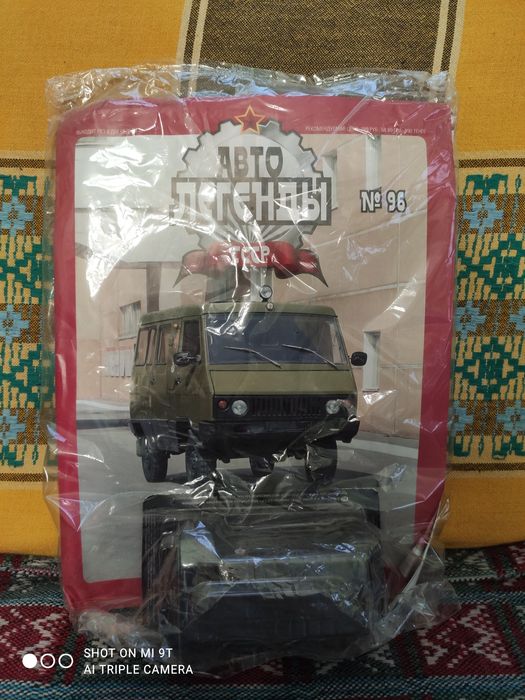 АВТО
ЛЕГЕНДЫ
№ 96
СССР
SHOT ON MI 9T
AI TRIPLE CAMERA